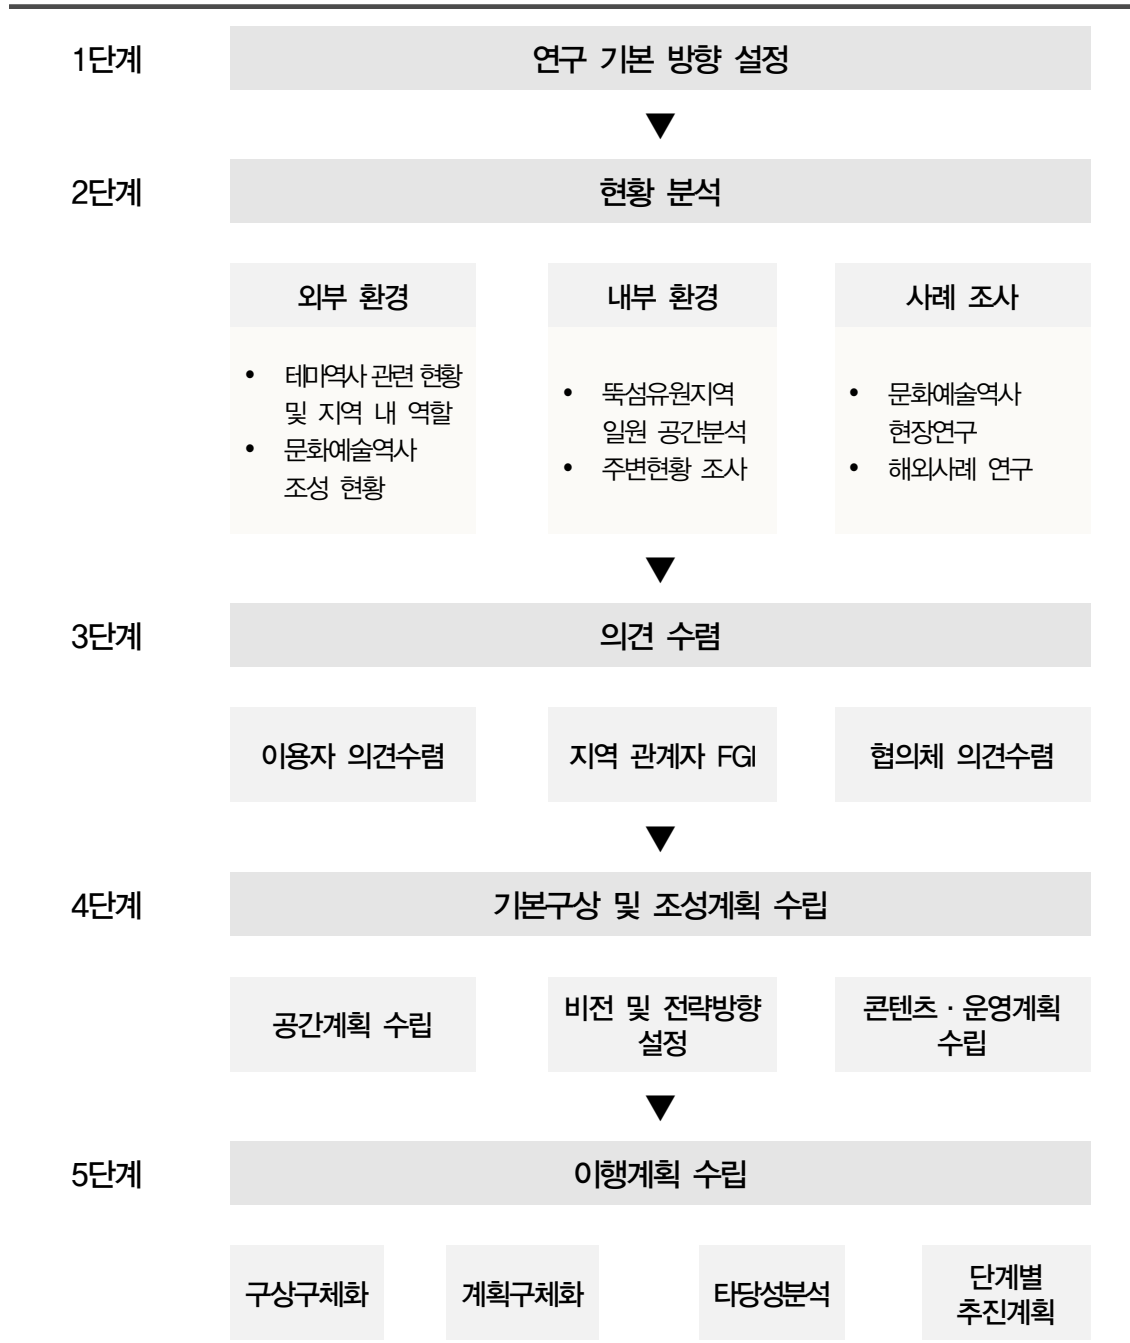 1단계
연구 기본 방향 설정
▼
2단계
현황 분석
외부 환경
• 테마역사 관련 현황
및 지역 내 역할
• 문화예술역사
조성 현황
내부 환경
• 뚝섬유원지역
일원 공간분석
• 주변현황 조사
사례 조사
• 문화예술역사
현장연구
• 해외사례 연구
▼
3단계
의견 수렴
이용자 의견수렴
지역 관계자 FGI
협의체 의견수렴
▼
4단계
기본구상 및 조성계획 수립
공간계획 수립
비전 및 전략방향
설정
콘텐츠 · 운영계획
수립
▼
5단계
이행계획 수립
구상구체화
계획구체화
타당성분석
단계별
추진계획